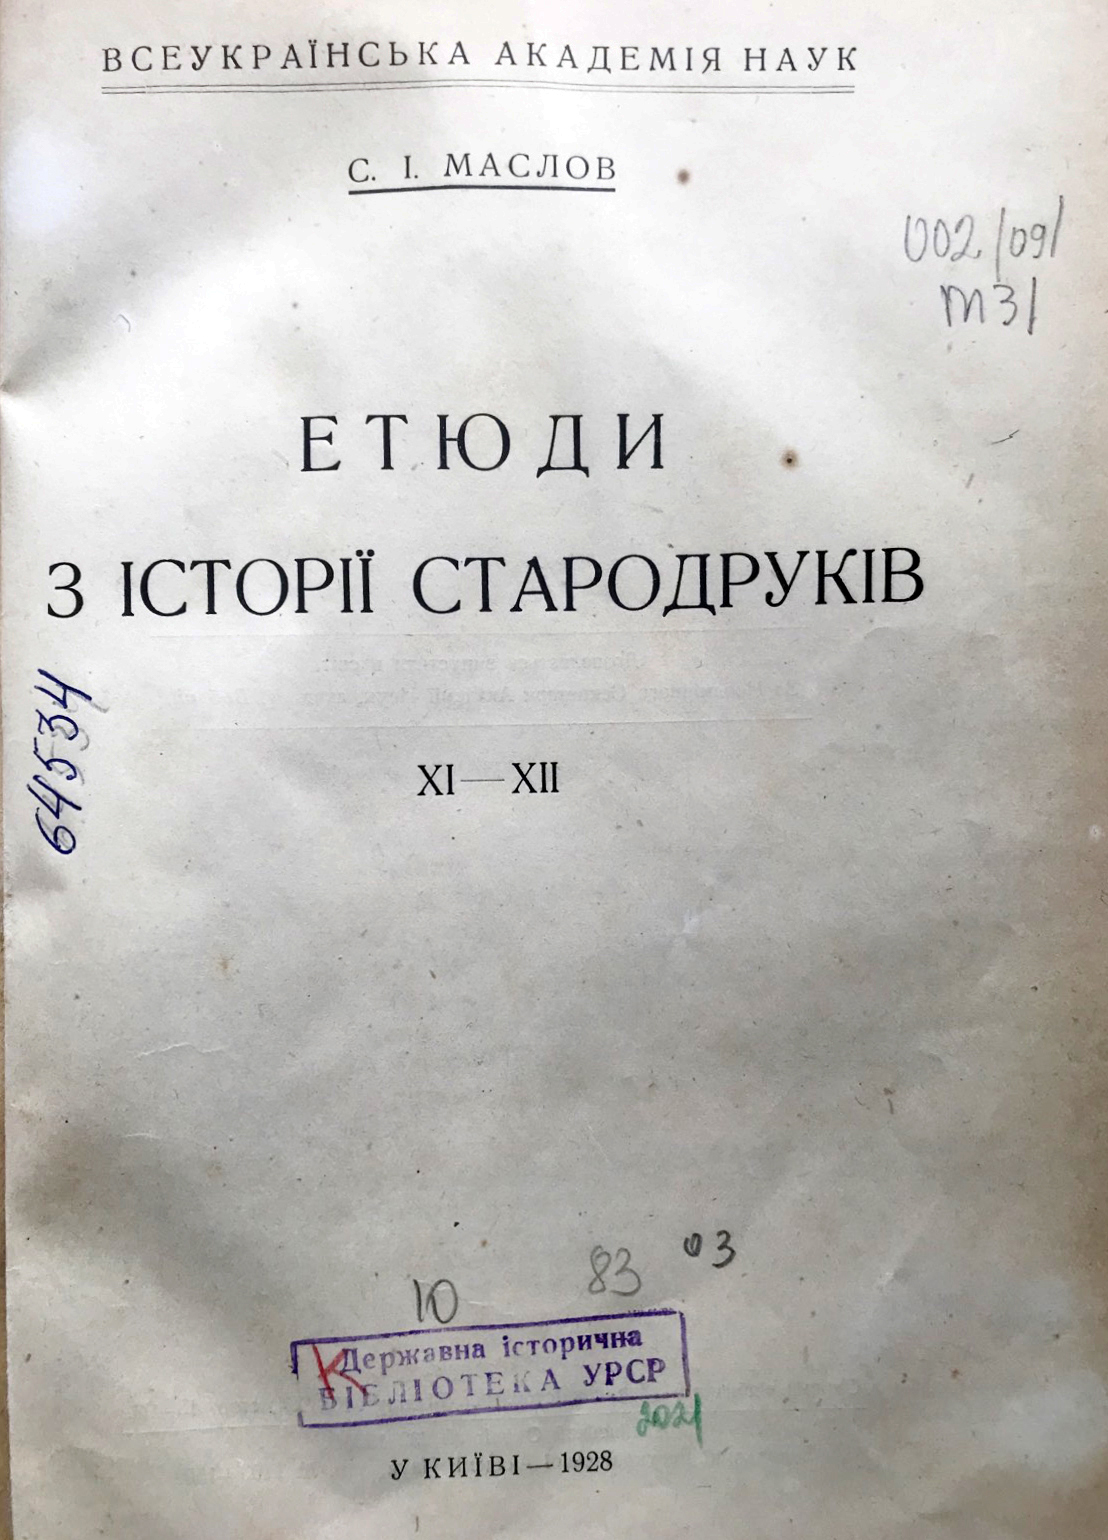 ВСЕУКРАЇНСЬКА АКАДЕМІЯ НАУК
С. І. МАСЛОВ
002/09/
М31
ЕТЮДИ
З ІСТОРІЇ СТАРОДРУКІВ
64534
XI—XII
83 03
10
Державна історична
БІБЛІОТЕКА УРСР
К
2021
У КИЇВІ—1928